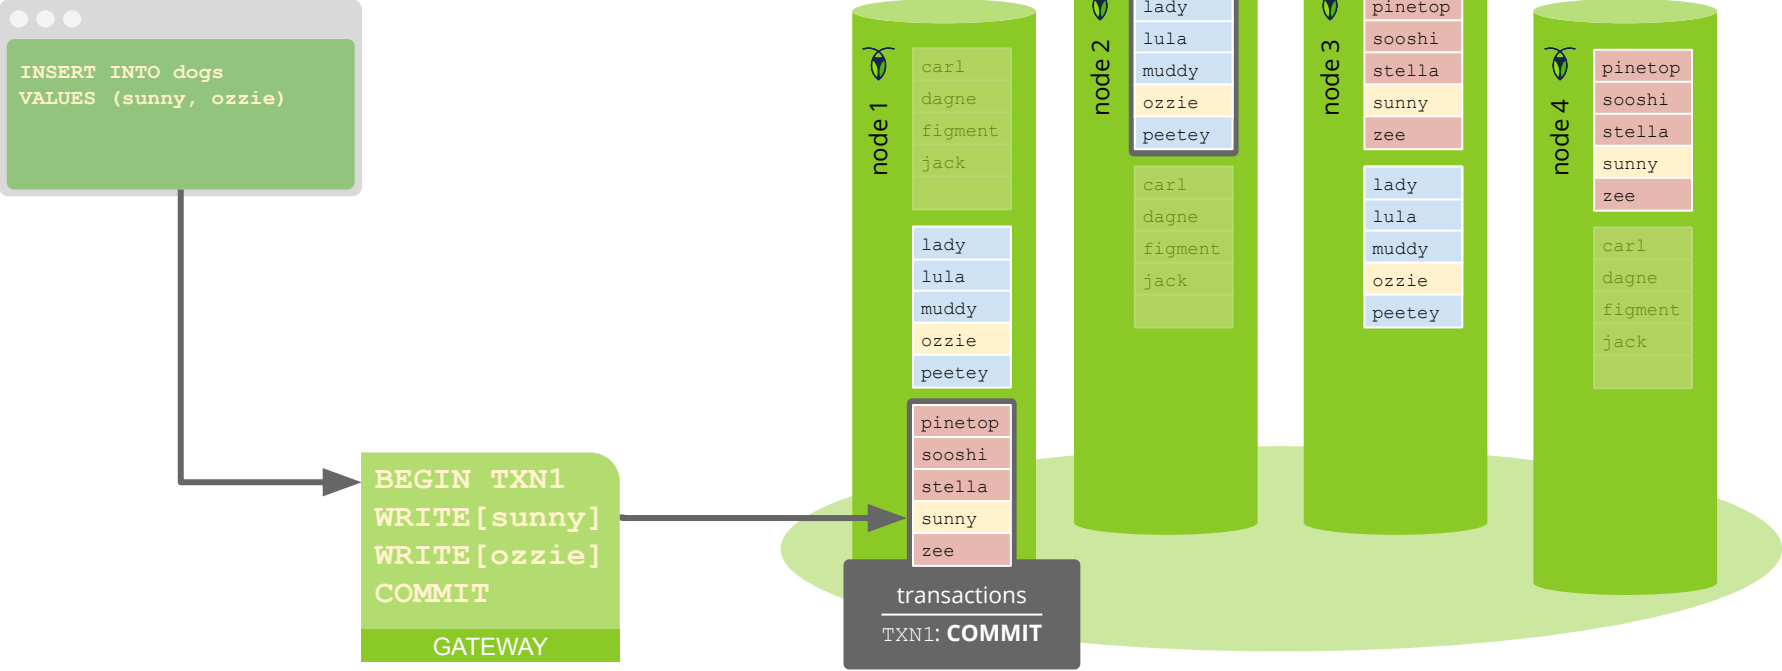 INSERT INTO dogs
VALUES (sunny, ozzie)
BEGIN TXN1
WRITE[sunny]
WRITE[ozzie]
COMMIT
GATEWAY
node 1
carl
dagne
figment
jack
lady
lula
muddy
ozzie
peetey
pinetop
sooshi
stella
sunny
zee
transactions
TXN1: COMMIT
node 2
lady
lula
muddy
ozzie
peetey
carl
dagne
figment
jack
node 3
pinetop
sooshi
stella
sunny
zee
lady
lula
muddy
ozzie
peetey
node 4
pinetop
sooshi
stella
sunny
zee
carl
dagne
figment
jack